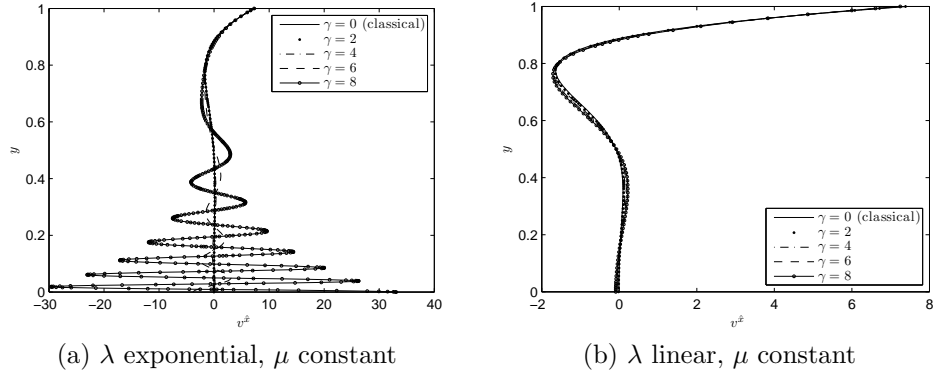 1
0.8
0.6
0.4
0.2
0
y
−30 −20 −10 0 10 20 30 40
v^x̂
γ = 0 (classical)
γ = 2
γ = 4
γ = 6
γ = 8
(a) λ exponential, μ constant
1
0.8
0.6
0.4
0.2
0
y
−2 0 2 4 6 8
v^x̂
γ = 0 (classical)
γ = 2
γ = 4
γ = 6
γ = 8
(b) λ linear, μ constant